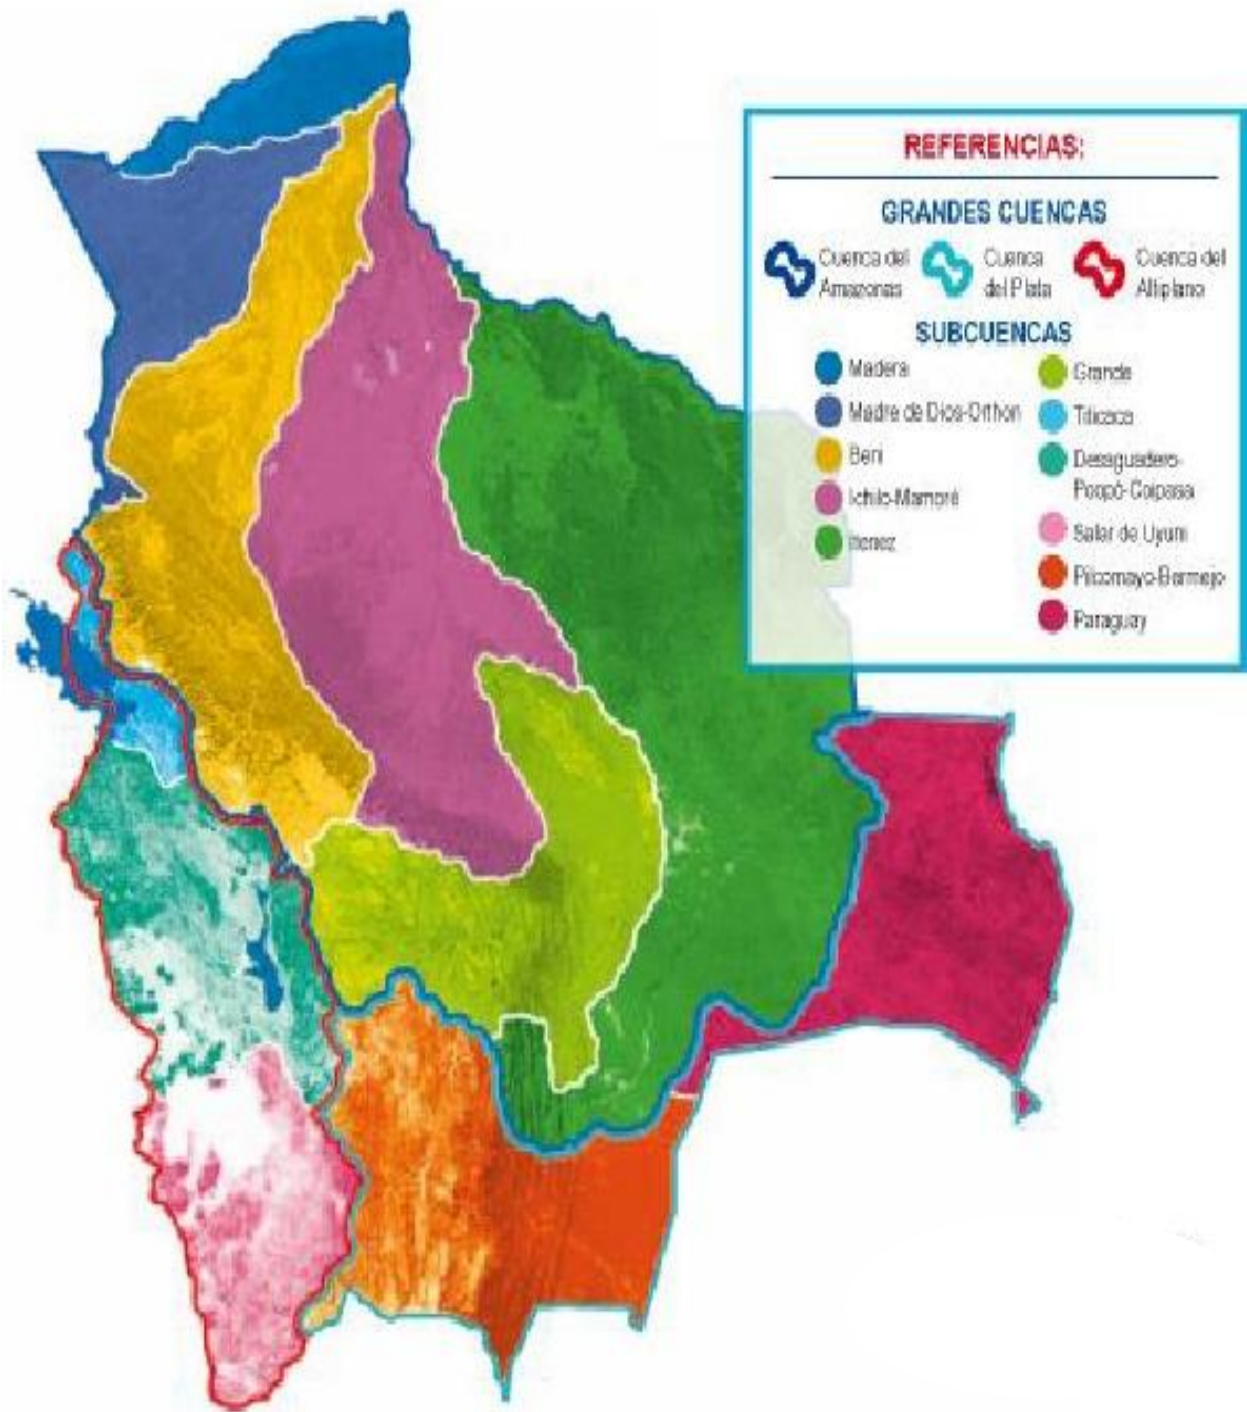 REFERENCIAS:
GRANDES CUENCAS
Cuenca del
Amazonas
Cuenca
del Plata
Cuenca del
Altiplano
SUBCUENCAS
Madera
Madre de Dios-Orthon
Beni
Ichilo-Mamoré
Itenez
Grande
Titicaca
Desaguadero-
Poopó-Coipasa
Salar de Uyuni
Pilcomayo-Bermejo
Paraguay